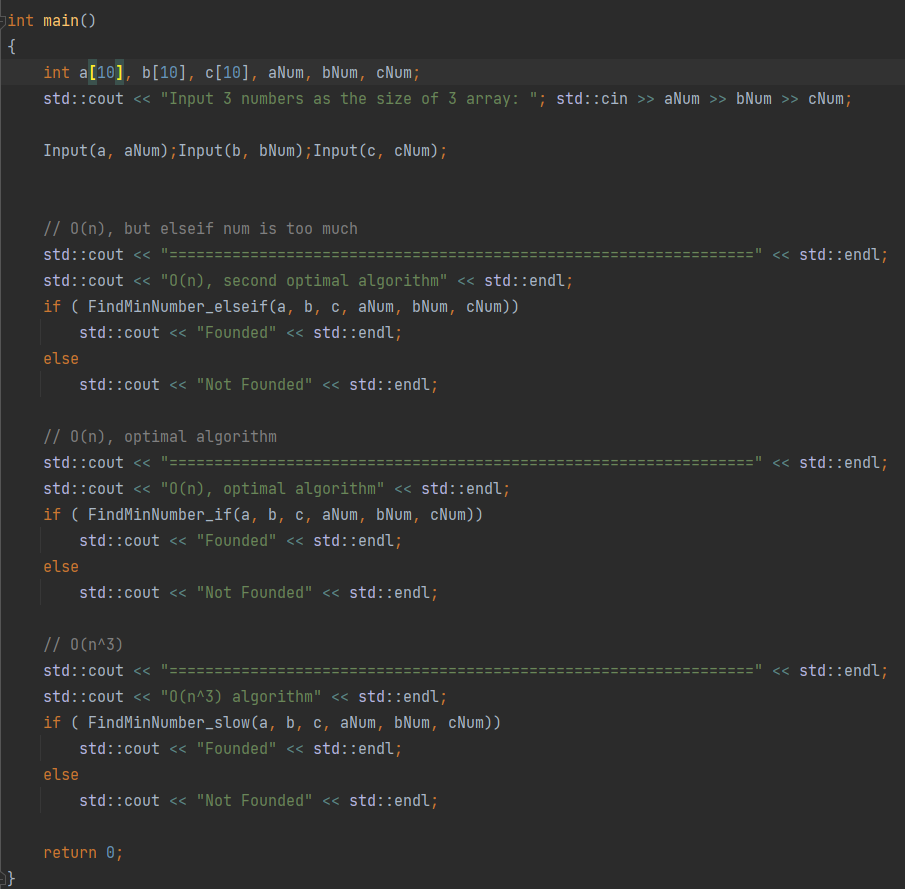 int main()
{
    int a[10], b[10], c[10], aNum, bNum, cNum;
    std::cout << "Input 3 numbers as the size of 3 array: "; std::cin >> aNum >> bNum >> cNum;
    Input(a, aNum);Input(b, bNum);Input(c, cNum);
    // O(n), but elseif num is too much
    std::cout << "=================================================================" << std::endl;
    std::cout << "O(n), second optimal algorithm" << std::endl;
    if ( FindMinNumber_elseif(a, b, c, aNum, bNum, cNum))
        std::cout << "Founded" << std::endl;
    else
        std::cout << "Not Founded" << std::endl;
    // O(n), optimal algorithm
    std::cout << "=================================================================" << std::endl;
    std::cout << "O(n), optimal algorithm" << std::endl;
    if ( FindMinNumber_if(a, b, c, aNum, bNum, cNum))
        std::cout << "Founded" << std::endl;
    else
        std::cout << "Not Founded" << std::endl;
    // O(n^3)
    std::cout << "=================================================================" << std::endl;
    std::cout << "O(n^3) algorithm" << std::endl;
    if ( FindMinNumber_slow(a, b, c, aNum, bNum, cNum))
        std::cout << "Founded" << std::endl;
    else
        std::cout << "Not Founded" << std::endl;
    return 0;
}